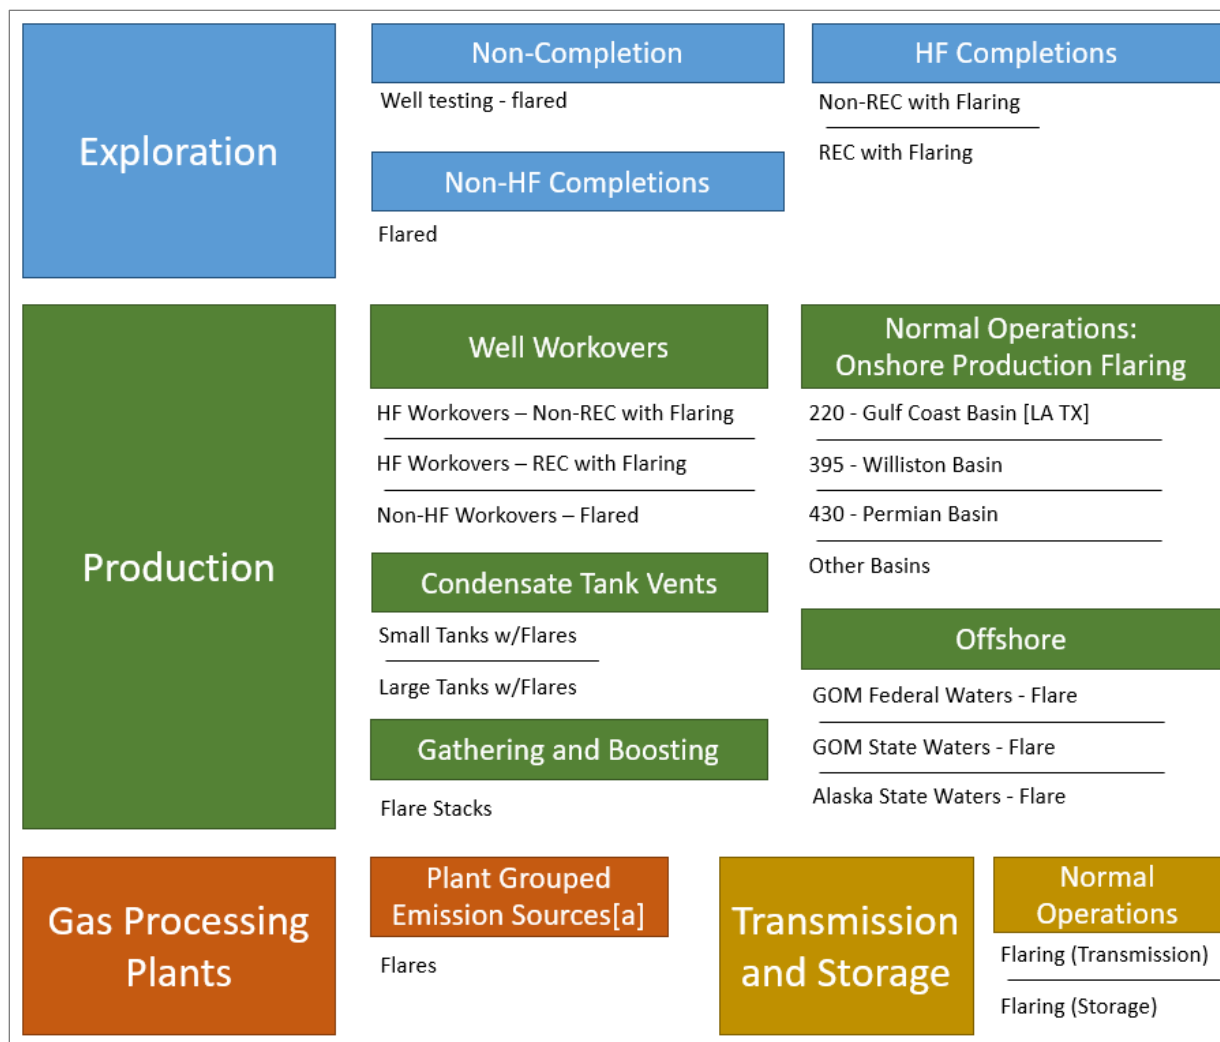 Exploration
Non-Completion
Well testing - flared
Non-HF Completions
Flared
HF Completions
Non-REC with Flaring
REC with Flaring
Production
Well Workovers
HF Workovers – Non-REC with Flaring
HF Workovers – REC with Flaring
Non-HF Workovers – Flared
Condensate Tank Vents
Small Tanks w/Flares
Large Tanks w/Flares
Gathering and Boosting
Flare Stacks
Normal Operations:
Onshore Production Flaring
220 - Gulf Coast Basin [LA TX]
395 - Williston Basin
430 - Permian Basin
Other Basins
Offshore
GOM Federal Waters - Flare
GOM State Waters - Flare
Alaska State Waters - Flare
Gas Processing
Plants
Plant Grouped
Emission Sources[a]
Flares
Transmission
and Storage
Normal
Operations
Flaring (Transmission)
Flaring (Storage)